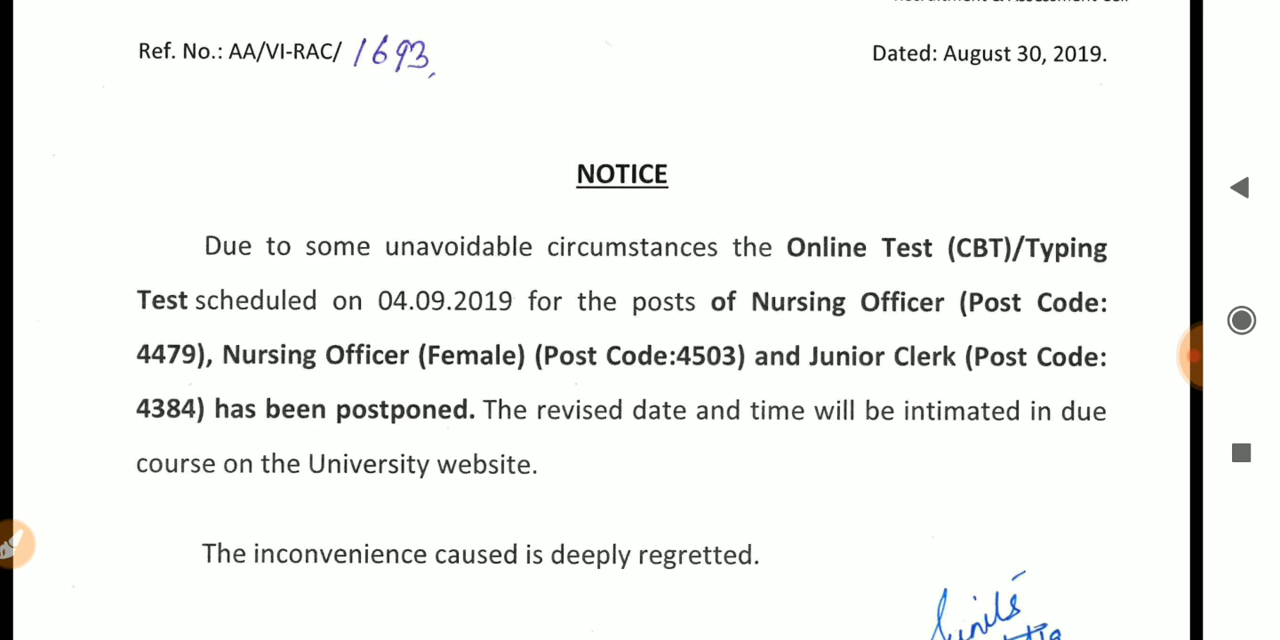 Ref. No.: AA/VI-RAC/ 1693,
Dated: August 30, 2019.
NOTICE
Due to some unavoidable circumstances the Online Test (CBT)/Typing
Test scheduled on 04.09.2019 for the posts of Nursing Officer (Post Code:
4479), Nursing Officer (Female) (Post Code:4503) and Junior Clerk (Post Code:
4384) has been postponed. The revised date and time will be intimated in due
course on the University website.
The inconvenience caused is deeply regretted.